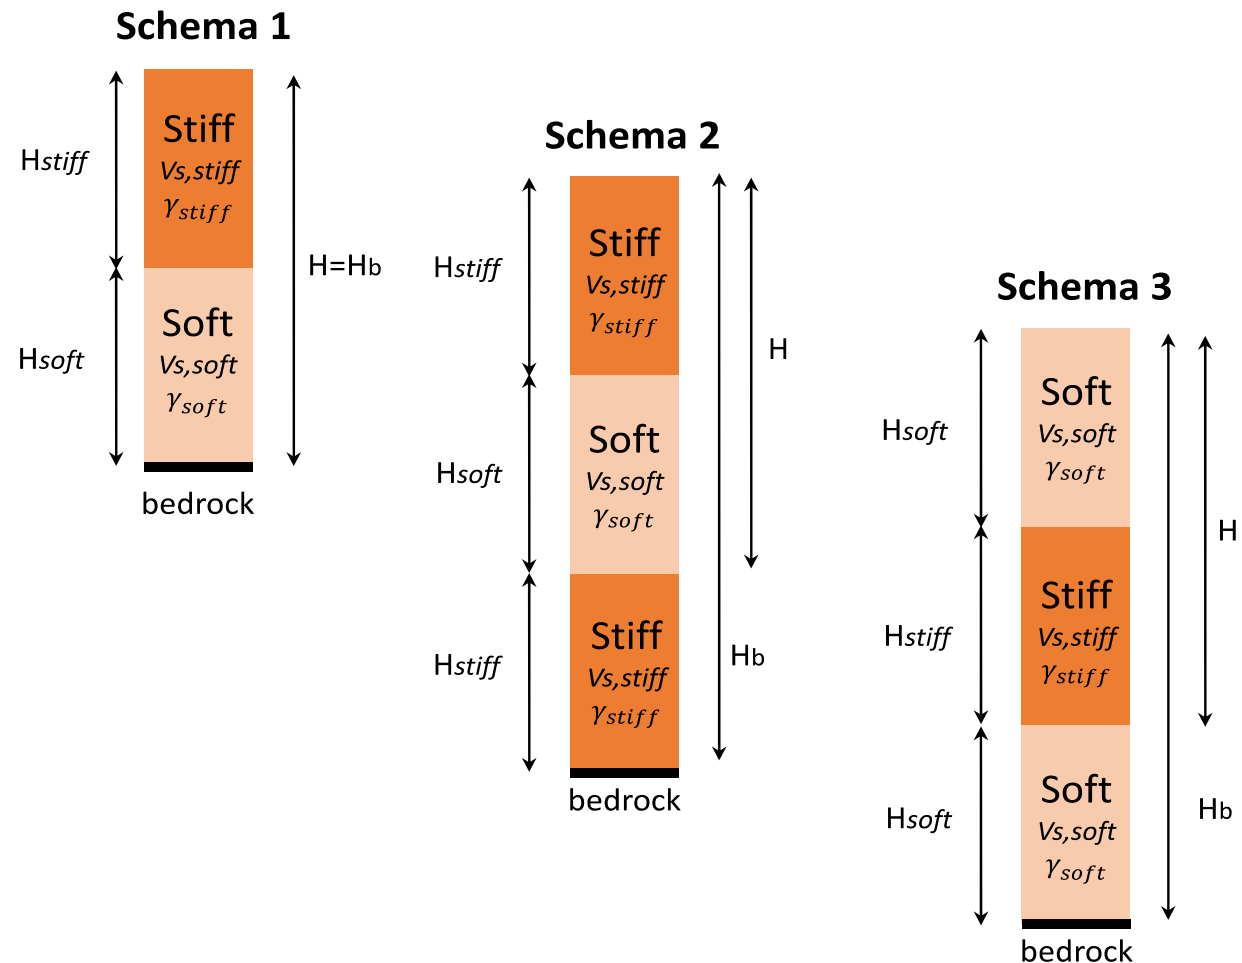 Schema 1
Hstiff
Stiff
Vs,stiff
γstiff
H=Hb
Hsoft
Soft
Vs,soft
γsoft
bedrock
Schema 2
Hstiff
Stiff
Vs,stiff
γstiff
H
Hsoft
Soft
Vs,soft
γsoft
Hstiff
Stiff
Vs,stiff
γstiff
Hb
bedrock
Schema 3
Hsoft
Soft
Vs,soft
γsoft
H
Hstiff
Stiff
Vs,stiff
γstiff
Hsoft
Soft
Vs,soft
γsoft
Hb
bedrock